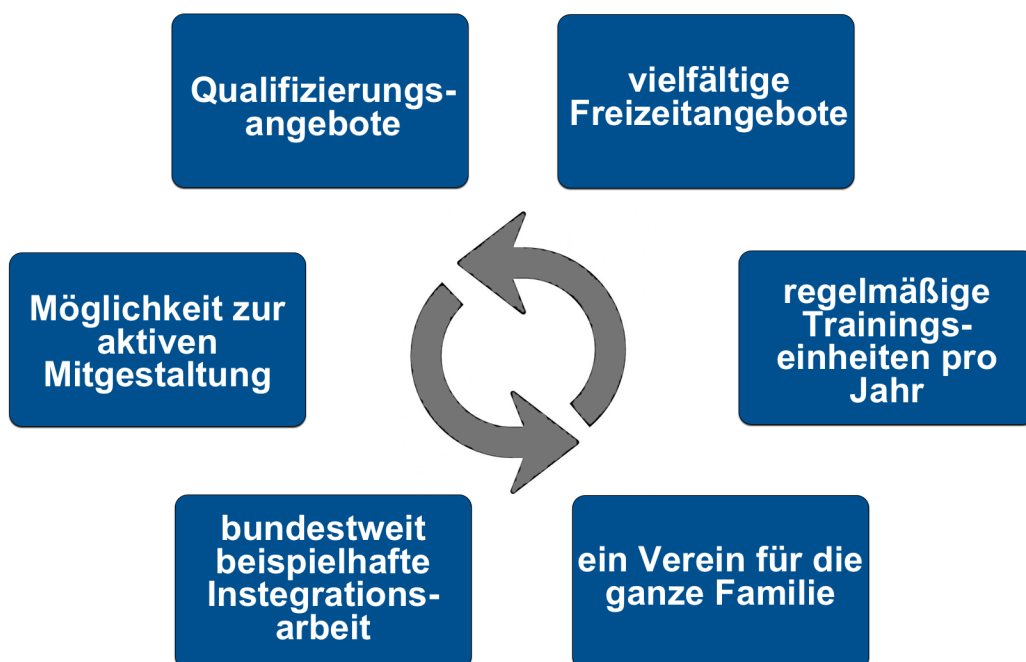 Qualifizierungs-
angebote
vielfältige
Freizeitangebote
Möglichkeit zur
aktiven
Mitgestaltung
regelmäßige
Trainings-
einheiten pro
Jahr
bundestweit
beispielhafte
Instegrations-
arbeit
ein Verein für die
ganze Familie